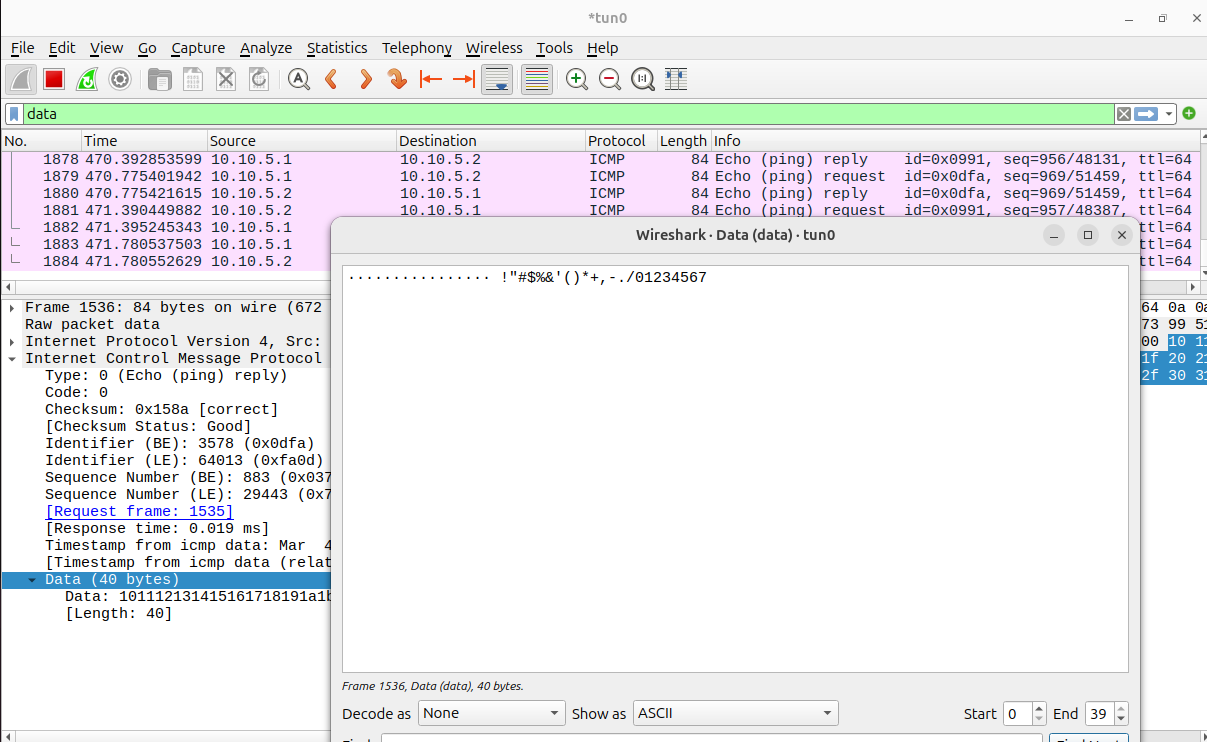 *tun0
File Edit View Go Capture Analyze Statistics Telephony Wireless Tools Help
data
No. Time Source Destination Protocol Length Info
1878 470.392853599 10.10.5.1 10.10.5.2 ICMP 84 Echo (ping) reply id=0x0991, seq=956/48131, ttl=64
1879 470.775401942 10.10.5.1 10.10.5.2 ICMP 84 Echo (ping) request id=0x0dfa, seq=969/51459, ttl=64
1880 470.775421615 10.10.5.2 10.10.5.1 ICMP 84 Echo (ping) reply id=0x0dfa, seq=969/51459, ttl=64
1881 471.390449882 10.10.5.2 10.10.5.1 ICMP 84 Echo (ping) request id=0x0991, seq=957/48387, ttl=64
1882 471.395245343 10.10.5.1 ttl=64
1883 471.780537503 10.10.5.1 ttl=64
1884 471.780552629 10.10.5.2 ttl=64
Frame 1536: 84 bytes on wire (672
Raw packet data
Internet Protocol Version 4, Src:
Internet Control Message Protocol
Type: 0 (Echo (ping) reply)
Code: 0
Checksum: 0x158a [correct]
[Checksum Status: Good]
Identifier (BE): 3578 (0x0dfa)
Identifier (LE): 64013 (0xfa0d)
Sequence Number (BE): 883 (0x037
Sequence Number (LE): 29443 (0x7
[Request frame: 1535]
[Response time: 0.019 ms]
Timestamp from icmp data: Mar 4
[Timestamp from icmp data (relat
Data (40 bytes)
Data: 101112131415161718191a1b
[Length: 40]
64 0a 0a
73 99 51
00 10 11
1f 20 21
2f 30 31
Wireshark · Data (data) · tun0
················ !"#$%&'()*+,-./01234567
Frame 1536, Data (data), 40 bytes.
Decode as None Show as ASCII Start 0 End 39